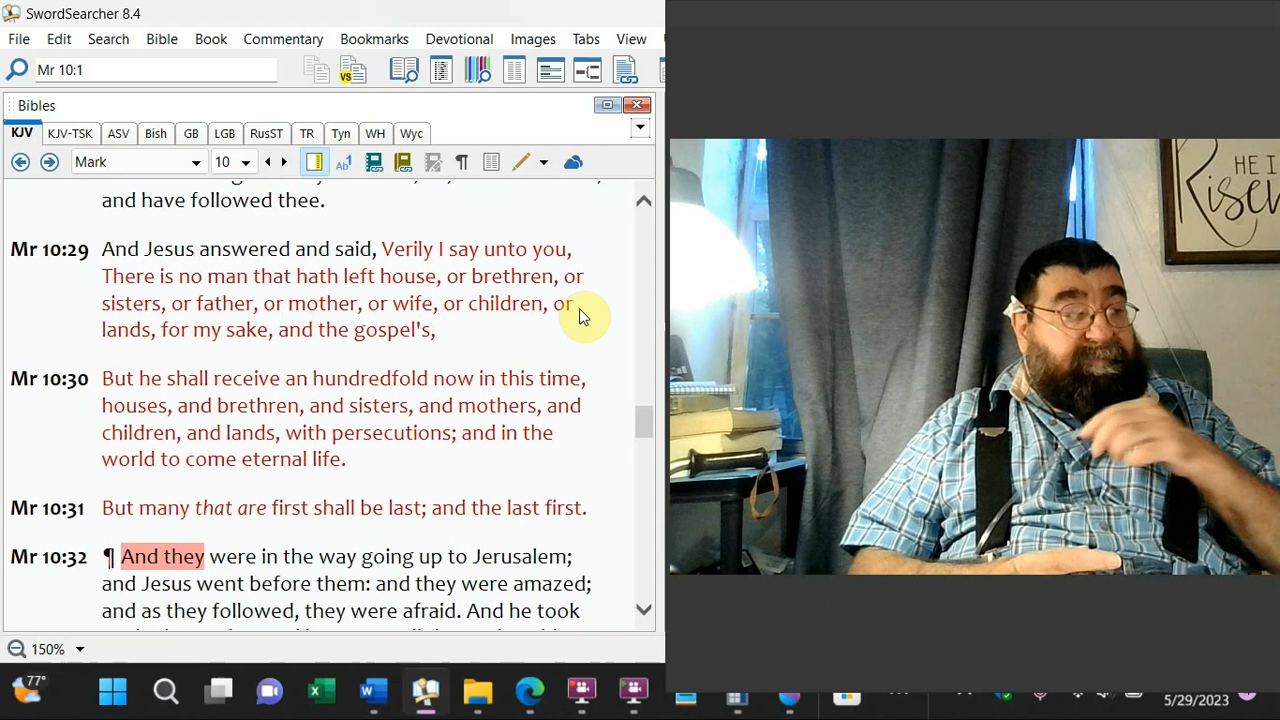 SwordSearcher 8.4
File Edit Search Bible Book Commentary Bookmarks Devotional Images Tabs View
Mr 10:1
VS
Bibles
KJV KJV-TSK ASV Bish GB LGB RusST TR Tyn WH Wyc
Mark 10
and have followed thee.
Mr 10:29 And Jesus answered and said, Verily I say unto you,
There is no man that hath left house, or brethren, or
sisters, or father, or mother, or wife, or children, or
lands, for my sake, and the gospel's,
Mr 10:30 But he shall receive an hundredfold now in this time,
houses, and brethren, and sisters, and mothers, and
children, and lands, with persecutions; and in the
world to come eternal life.
Mr 10:31 But many that are first shall be last; and the last first.
Mr 10:32 ¶ And they were in the way going up to Jerusalem;
and Jesus went before them: and they were amazed;
and as they followed, they were afraid. And he took
150%
77°
5/29/2023
HE I
Risen